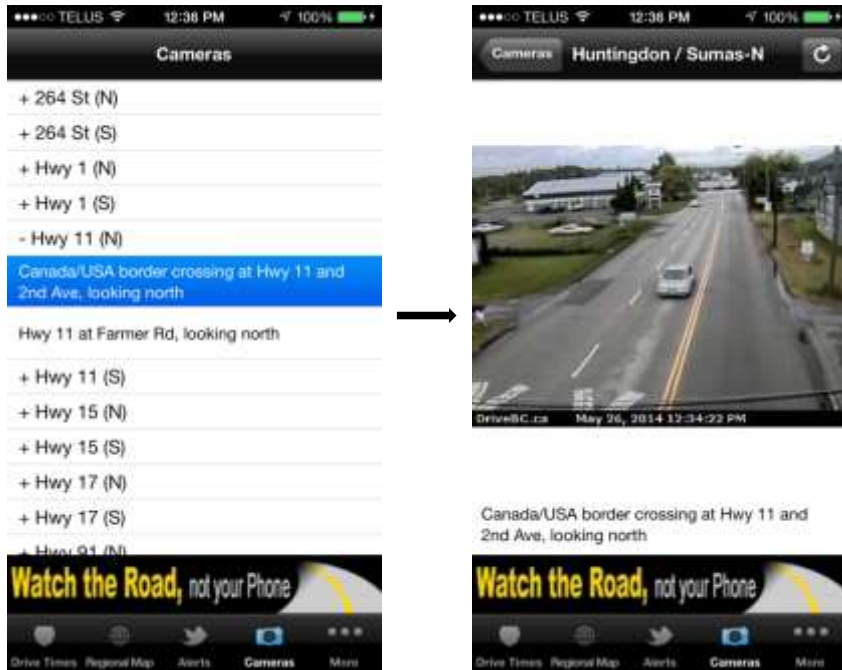 TELUS 12:36 PM 100%
Cameras
+ 264 St (N)
+ 264 St (S)
+ Hwy 1 (N)
+ Hwy 1 (S)
- Hwy 11 (N)
Canada/USA border crossing at Hwy 11 and
2nd Ave, looking north
Hwy 11 at Farmer Rd, looking north
+ Hwy 11 (S)
+ Hwy 15 (N)
+ Hwy 15 (S)
+ Hwy 17 (N)
+ Hwy 17 (S)
+ Hwy 91 (N)
Watch the Road, not your Phone
Drive Times Regional Map Alerts Cameras More
TELUS 12:36 PM 100%
Cameras Huntingdon / Sumas-N
DriveBC.ca May 26, 2014 12:34:22 PM
Canada/USA border crossing at Hwy 11 and
2nd Ave, looking north
Watch the Road, not your Phone
Drive Times Regional Map Alerts Cameras More